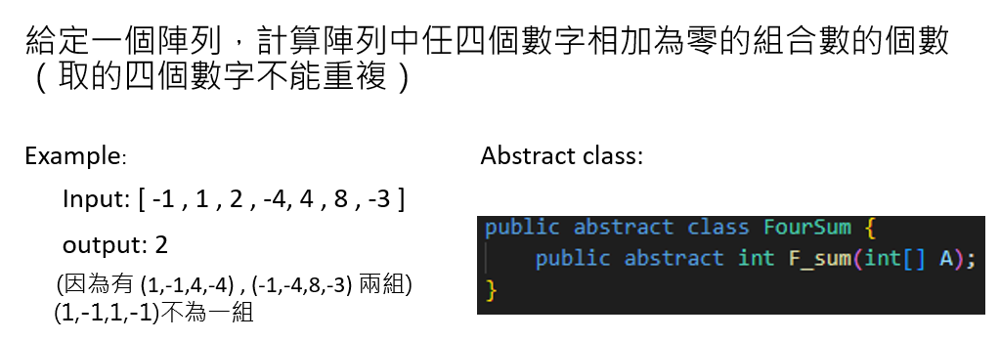 給定一個陣列，計算陣列中任四個數字相加為零的組合數的個數
（取的四個數字不能重複）
Example:
Input: [ -1 , 1 , 2 , -4, 4 , 8 , -3 ]
output: 2
(因為有 (1,-1,4,-4) , (-1,-4,8,-3) 兩組)
(1,-1,1,-1)不為一組
Abstract class:
public abstract class FourSum {
public abstract int F_sum(int[] A);
}